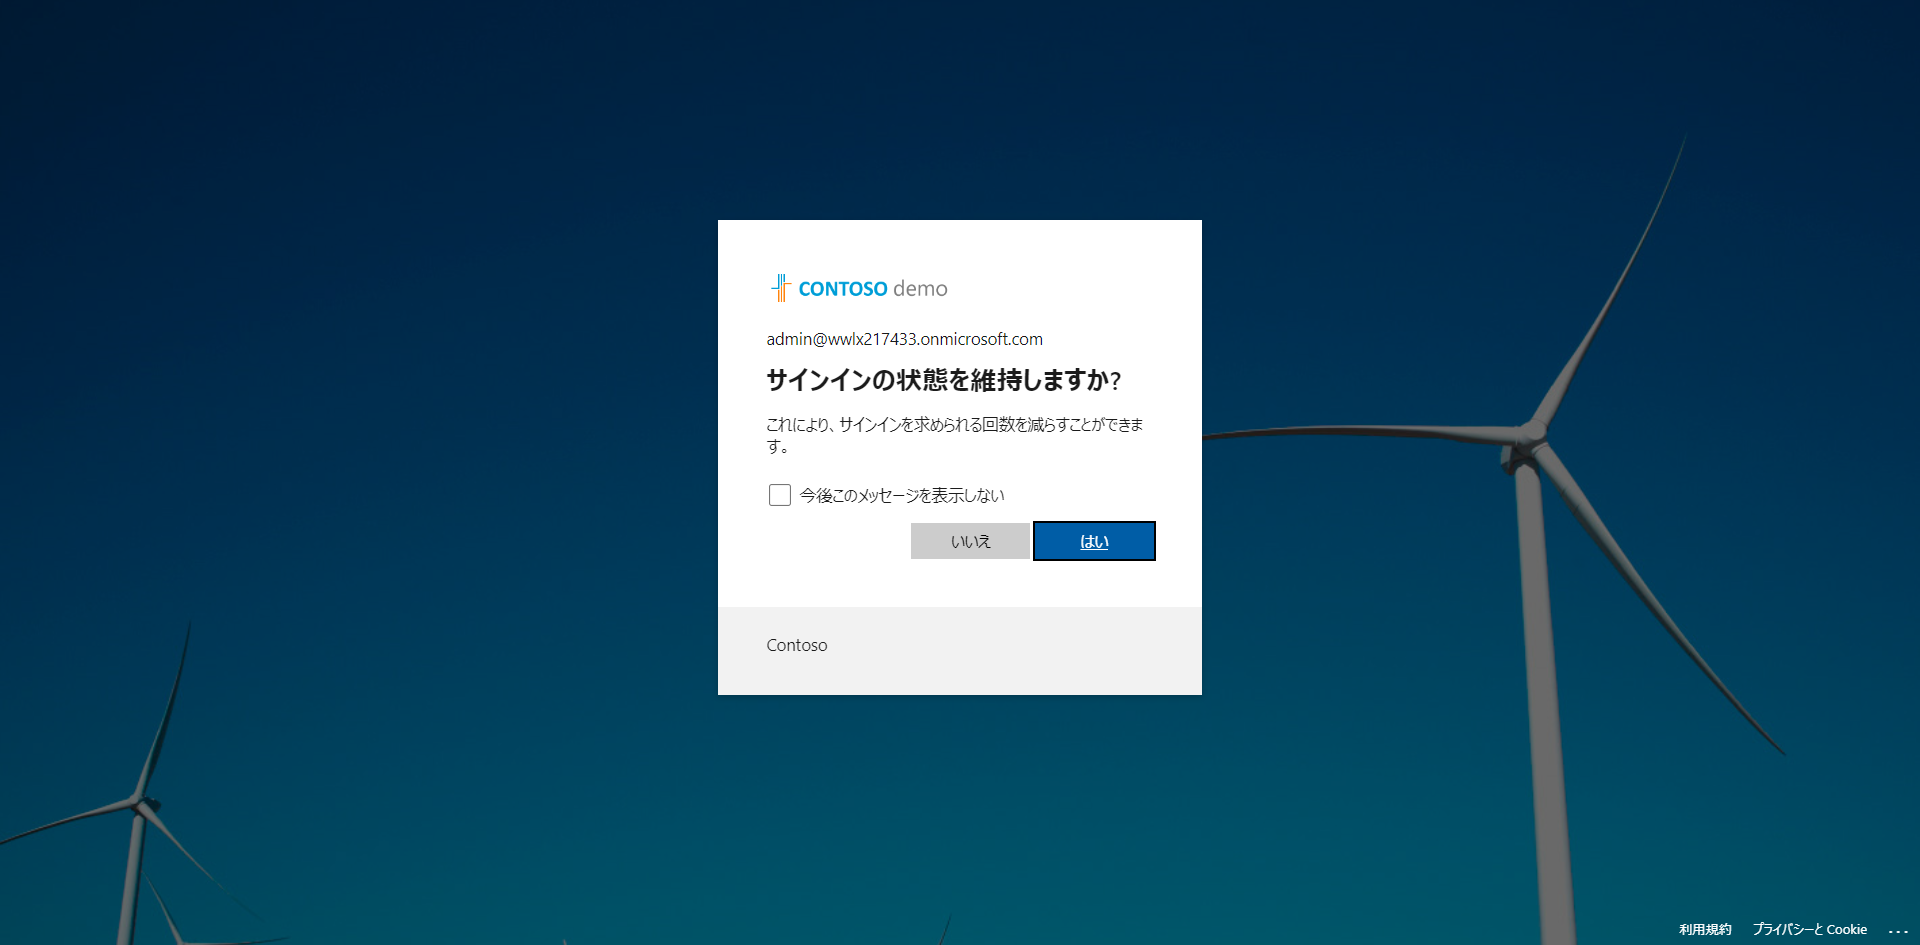 CONTOSO demo
admin@wwlx217433.onmicrosoft.com
サインインの状態を維持しますか?
これにより、サインインを求められる回数を減らすことができま
す。
今後このメッセージを表示しない
いいえ はい
Contoso
利用規約 プライバシーと Cookie ...